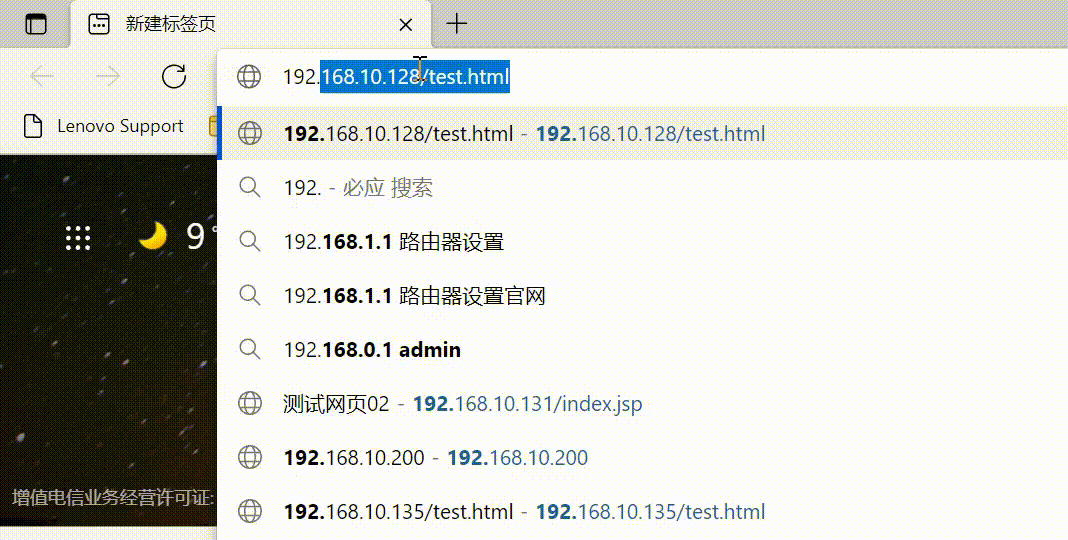 新建标签页
192.168.10.128/test.html
Lenovo Support
192.168.10.128/test.html - 192.168.10.128/test.html
192. - 必应 搜索
192.168.1.1 路由器设置
9°
192.168.1.1 路由器设置官网
192.168.0.1 admin
测试网页02 - 192.168.10.131/index.jsp
192.168.10.200 - 192.168.10.200
增值电信业务经营许可证:
192.168.10.135/test.html - 192.168.10.135/test.html